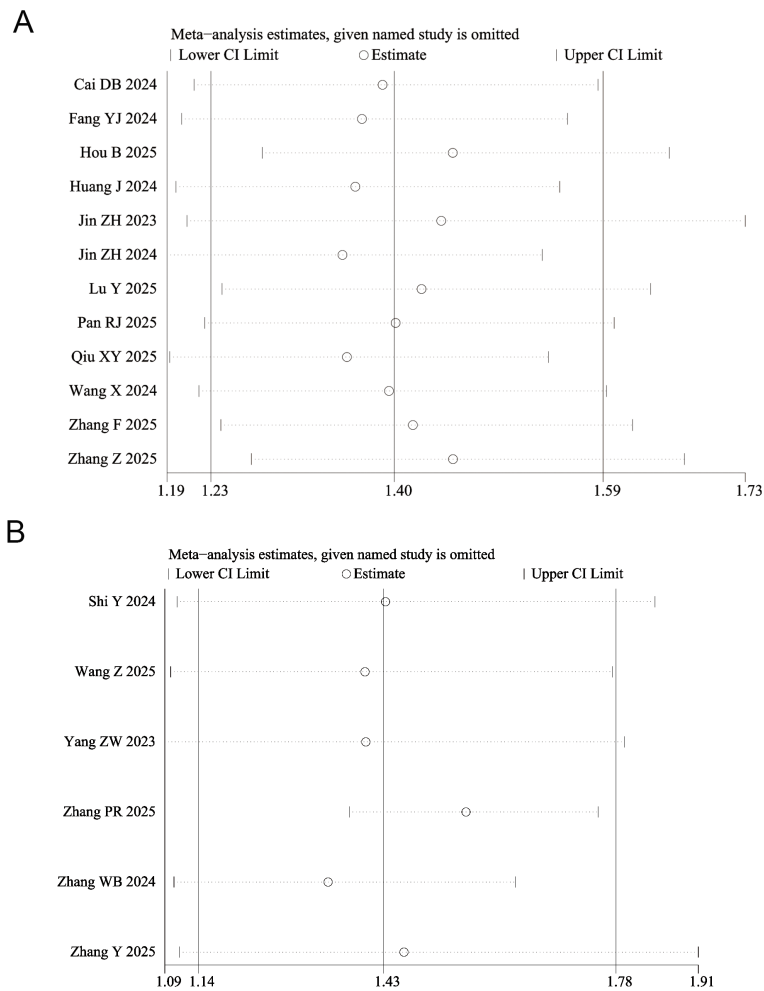 A
Meta−analysis estimates, given named study is omitted
Lower CI Limit Estimate Upper CI Limit
Cai DB 2024
Fang YJ 2024
Hou B 2025
Huang J 2024
Jin ZH 2023
Jin ZH 2024
Lu Y 2025
Pan RJ 2025
Qiu XY 2025
Wang X 2024
Zhang F 2025
Zhang Z 2025
1.19 1.23 1.40 1.59 1.73
B
Meta−analysis estimates, given named study is omitted
Lower CI Limit Estimate Upper CI Limit
Shi Y 2024
Wang Z 2025
Yang ZW 2023
Zhang PR 2025
Zhang WB 2024
Zhang Y 2025
1.09 1.14 1.43 1.78 1.91